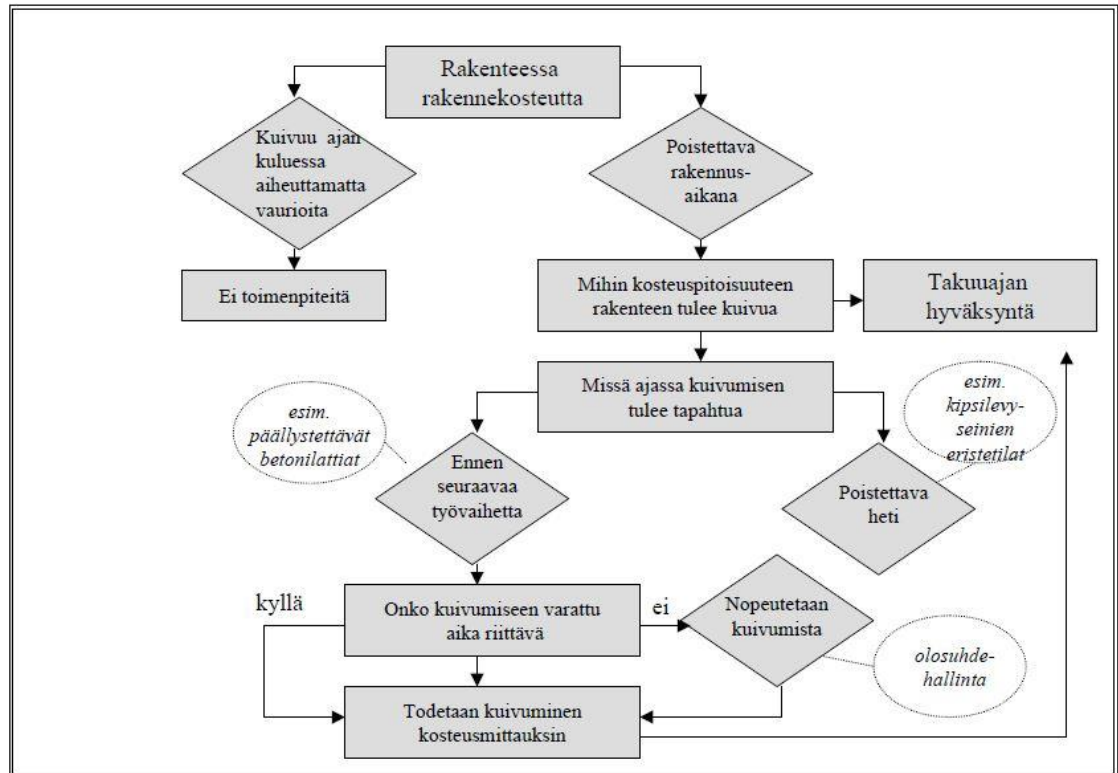 Rakenteessa
rakennekosteutta
Kuivuu ajan
kuluessa
aiheuttamatta
vaurioita
Poistettava
rakennus-
aikana
Ei toimenpiteitä
Mihin kosteuspitoisuuteen
rakenteen tulee kuivua
Takuuajan
hyväksyntä
Missä ajassa kuivumisen
tulee tapahtua
esim.
päällystettävät
betonilattiat
esim.
kipsilevy-
seinien
eristetilat
Ennen
seuraavaa
työvaihetta
Poistettava
heti
kyllä
Onko kuivumiseen varattu
aika riittävä
ei
Nopeutetaan
kuivumista
olosuhde-
hallinta
Todetaan kuivuminen
kosteusmittauksin